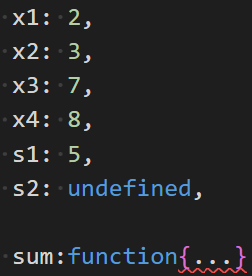 x1: 2,
x2: 3,
x3: 7,
x4: 8,
s1: 5,
s2: undefined,
sum:function{...}